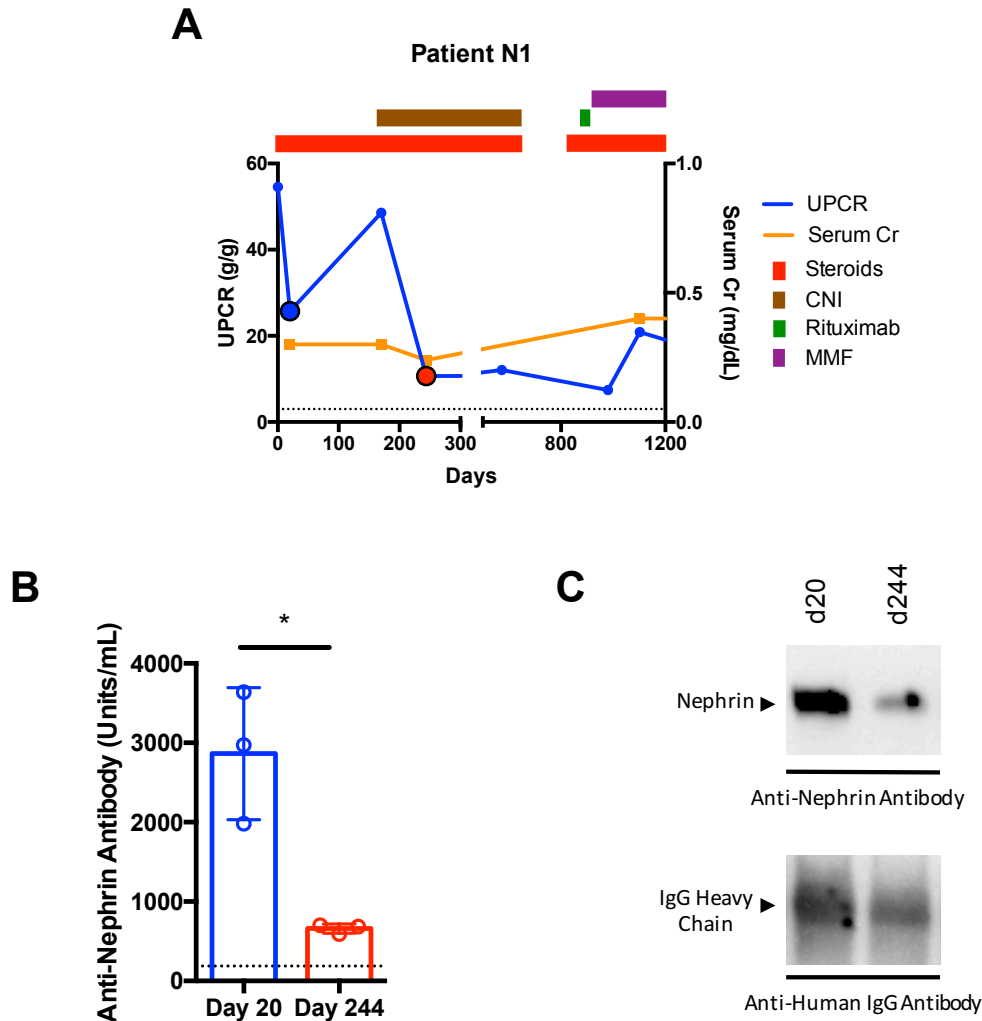 A
Patient N1
60
40
20
0
UPCR (g/g)
1.0
0.5
0.0
Serum Cr (mg/dL)
0
100
200
300
800
1200
Days
UPCR
Serum Cr
Steroids
CNI
Rituximab
MMF
B
*
Anti-Nephrin Antibody (Units/mL)
4000
3000
2000
1000
0
Day 20
Day 244
C
d20
d244
Nephrin
Anti-Nephrin Antibody
IgG Heavy
Chain
Anti-Human IgG Antibody